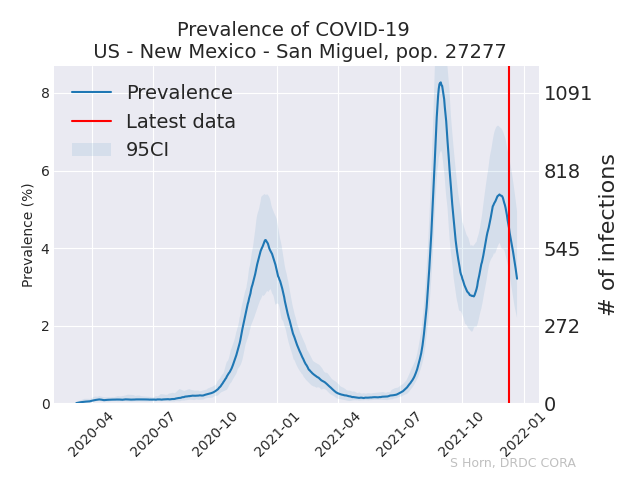 Prevalence of COVID-19
US - New Mexico - San Miguel, pop. 27277
Prevalence
Latest data
95CI
Prevalence (%)
8
6
4
2
0
1091
818
545
272
0
# of infections
2020-04
2020-07
2020-10
2021-01
2021-04
2021-07
2021-10
2022-01
S Horn, DRDC CORA